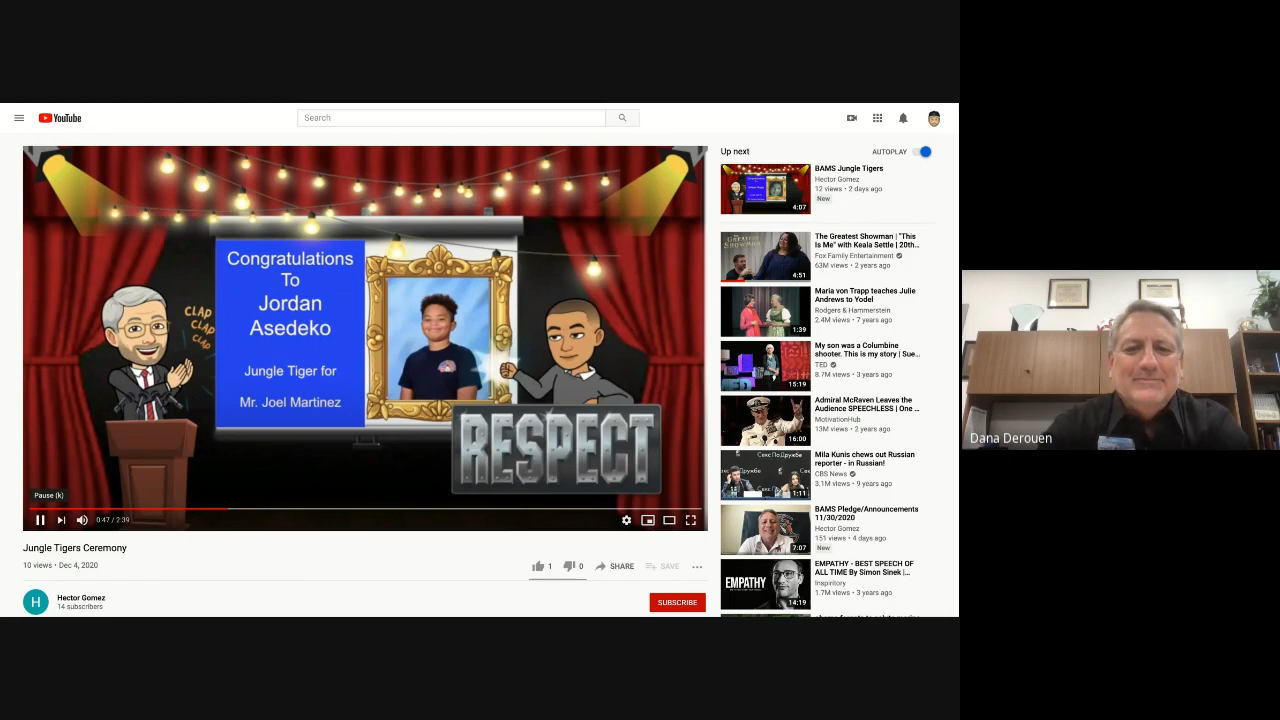 YouTube
Search
Congratulations
To
Jordan
Asedeko
Jungle Tiger for
Mr. Joel Martinez
CLAP
CLAP
CLAP
RESPECT
Pause (k)
0:47 / 2:39
Jungle Tigers Ceremony
10 views • Dec 4, 2020
1
0
SHARE
SAVE
H
Hector Gomez
14 subscribers
SUBSCRIBE
Up next
AUTOPLAY
4:07
BAMS Jungle Tigers
Hector Gomez
12 views • 2 days ago
New
4:51
The Greatest Showman | "This
Is Me" with Keala Settle | 20th...
Fox Family Entertainment
63M views • 2 years ago
1:39
Maria von Trapp teaches Julie
Andrews to Yodel
Rodgers & Hammerstein
2.4M views • 7 years ago
15:19
My son was a Columbine
shooter. This is my story | Sue...
TED
8.7M views • 3 years ago
16:00
Admiral McRaven Leaves the
Audience SPEECHLESS | One ...
MotivationHub
13M views • 2 years ago
1:11
Mila Kunis chews out Russian
reporter - in Russian!
CBS News
3.1M views • 9 years ago
7:07
BAMS Pledge/Announcements
11/30/2020
Hector Gomez
151 views • 4 days ago
New
EMPATHY
14:19
EMPATHY - BEST SPEECH OF
ALL TIME By Simon Sinek |...
Inspiritory
1.7M views • 3 years ago
Dana Derouen